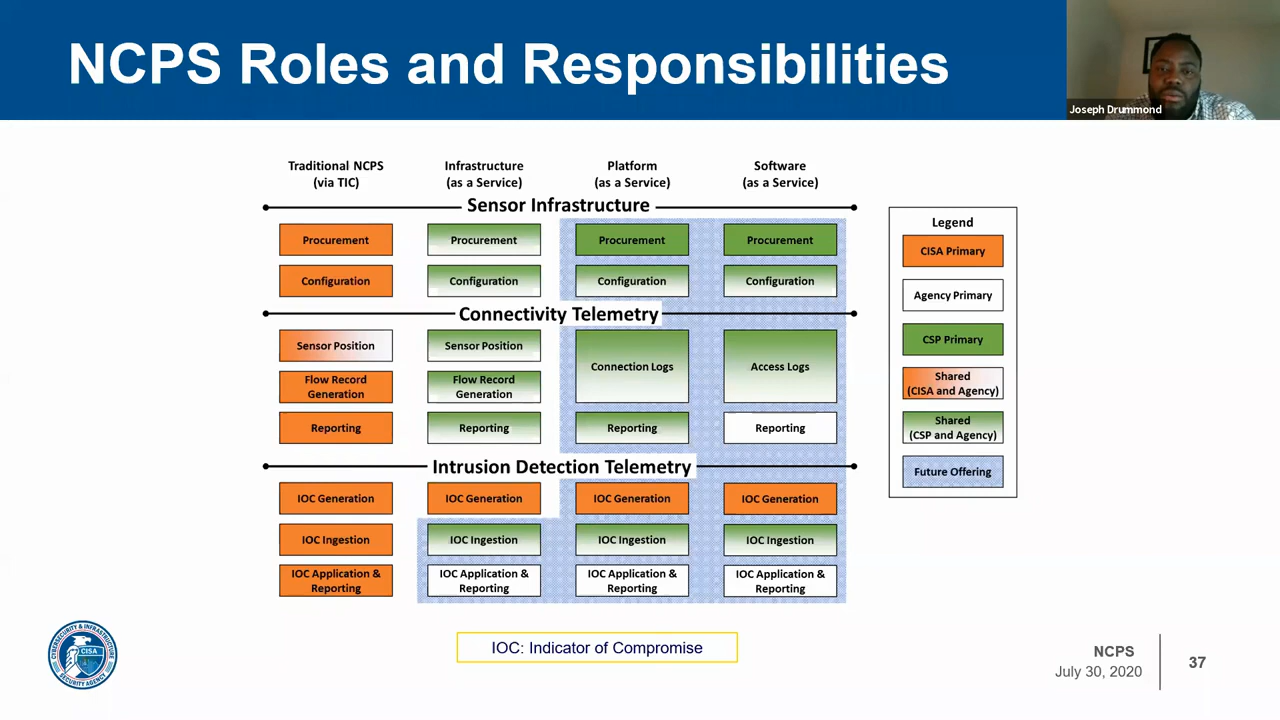 NCPS Roles and Responsibilities
Joseph Drummond
Traditional NCPS
(via TIC)
Infrastructure
(as a Service)
Platform
(as a Service)
Software
(as a Service)
Sensor Infrastructure
Procurement
Procurement
Procurement
Procurement
Configuration
Configuration
Configuration
Configuration
Connectivity Telemetry
Sensor Position
Sensor Position
Connection Logs
Access Logs
Flow Record
Generation
Flow Record
Generation
Reporting
Reporting
Reporting
Reporting
Intrusion Detection Telemetry
IOC Generation
IOC Generation
IOC Generation
IOC Generation
IOC Ingestion
IOC Ingestion
IOC Ingestion
IOC Ingestion
IOC Application &
Reporting
IOC Application &
Reporting
IOC Application &
Reporting
IOC Application &
Reporting
Legend
CISA Primary
Agency Primary
CSP Primary
Shared
(CISA and Agency)
Shared
(CSP and Agency)
Future Offering
IOC: Indicator of Compromise
CYBERSECURITY & INFRASTRUCTURE
CISA
SECURITY AGENCY
NCPS
July 30, 2020
37